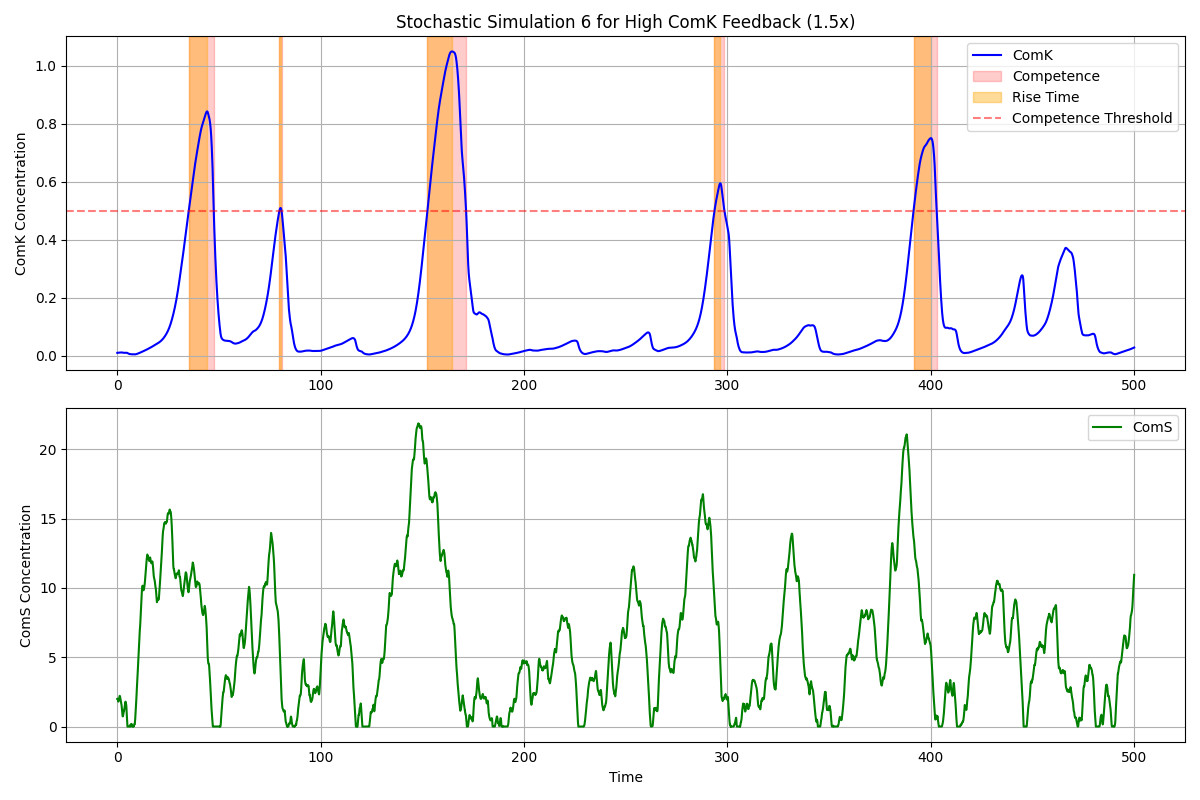 Stochastic Simulation 6 for High ComK Feedback (1.5x)
ComK Concentration
1.0
0.8
0.6
0.4
0.2
0.0
ComK
Competence
Rise Time
Competence Threshold
0 100 200 300 400 500
ComS Concentration
20
15
10
5
0
ComS
0 100 200 300 400 500
Time